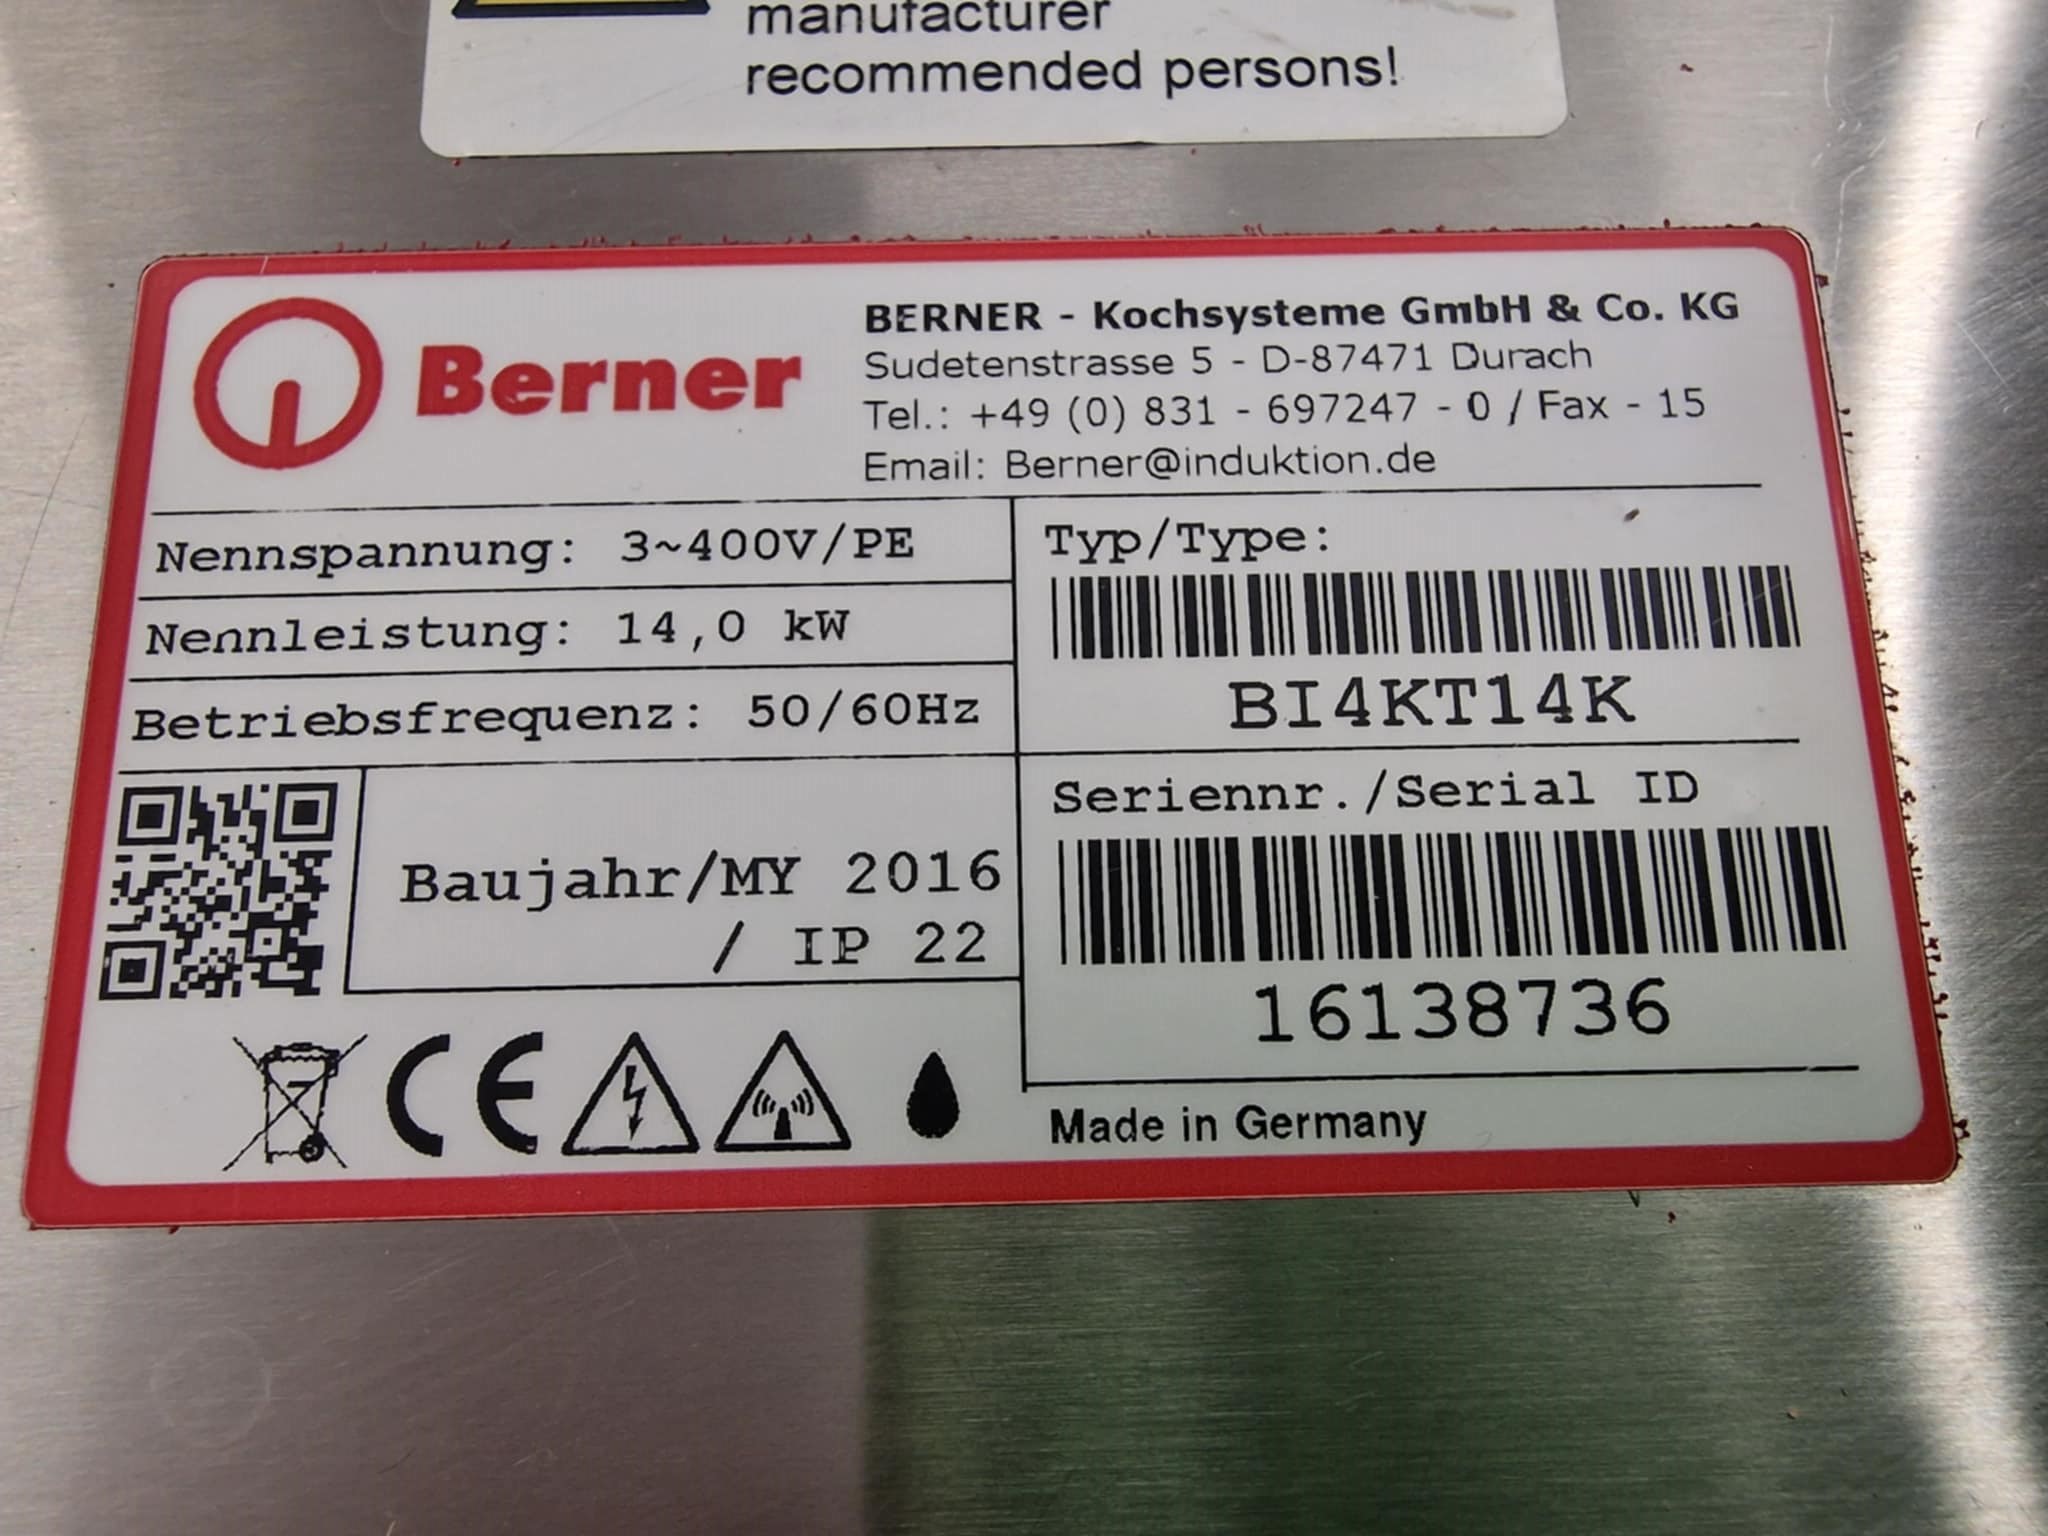 manufacturer
recommended persons!
Berner
BERNER - Kochsysteme GmbH & Co. KG
Sudetenstrasse 5 - D-87471 Durach
Tel.: +49 (0) 831 - 697247 - 0 / Fax - 15
Email: Berner@induktion.de
Nennspannung: 3~400V/PE
Nennleistung: 14,0 kW
Betriebsfrequenz: 50/60Hz
Typ/Type:
BI4KT14K
Baujahr/MY 2016
/ IP 22
Seriennr./Serial ID
16138736
CE
Made in Germany